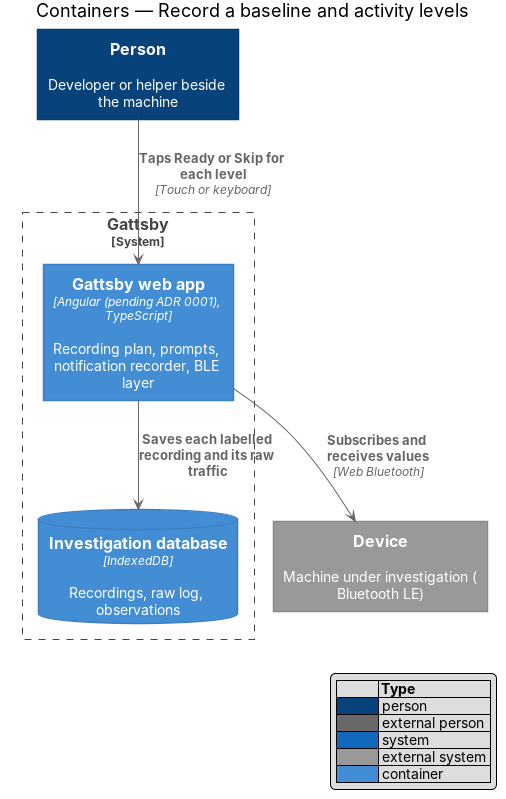 Containers — Record a baseline and activity levels
Person
Developer or helper beside
the machine
Taps Ready or Skip for
each level
[Touch or keyboard]
Gattsby
[System]
Gattsby web app
[Angular (pending ADR 0001),
TypeScript]
Recording plan, prompts,
notification recorder, BLE
layer
Saves each labelled
recording and its raw
traffic
Subscribes and
receives values
[Web Bluetooth]
Investigation database
[IndexedDB]
Recordings, raw log,
observations
Device
Machine under investigation (
Bluetooth LE)
Type
person
external person
system
external system
container